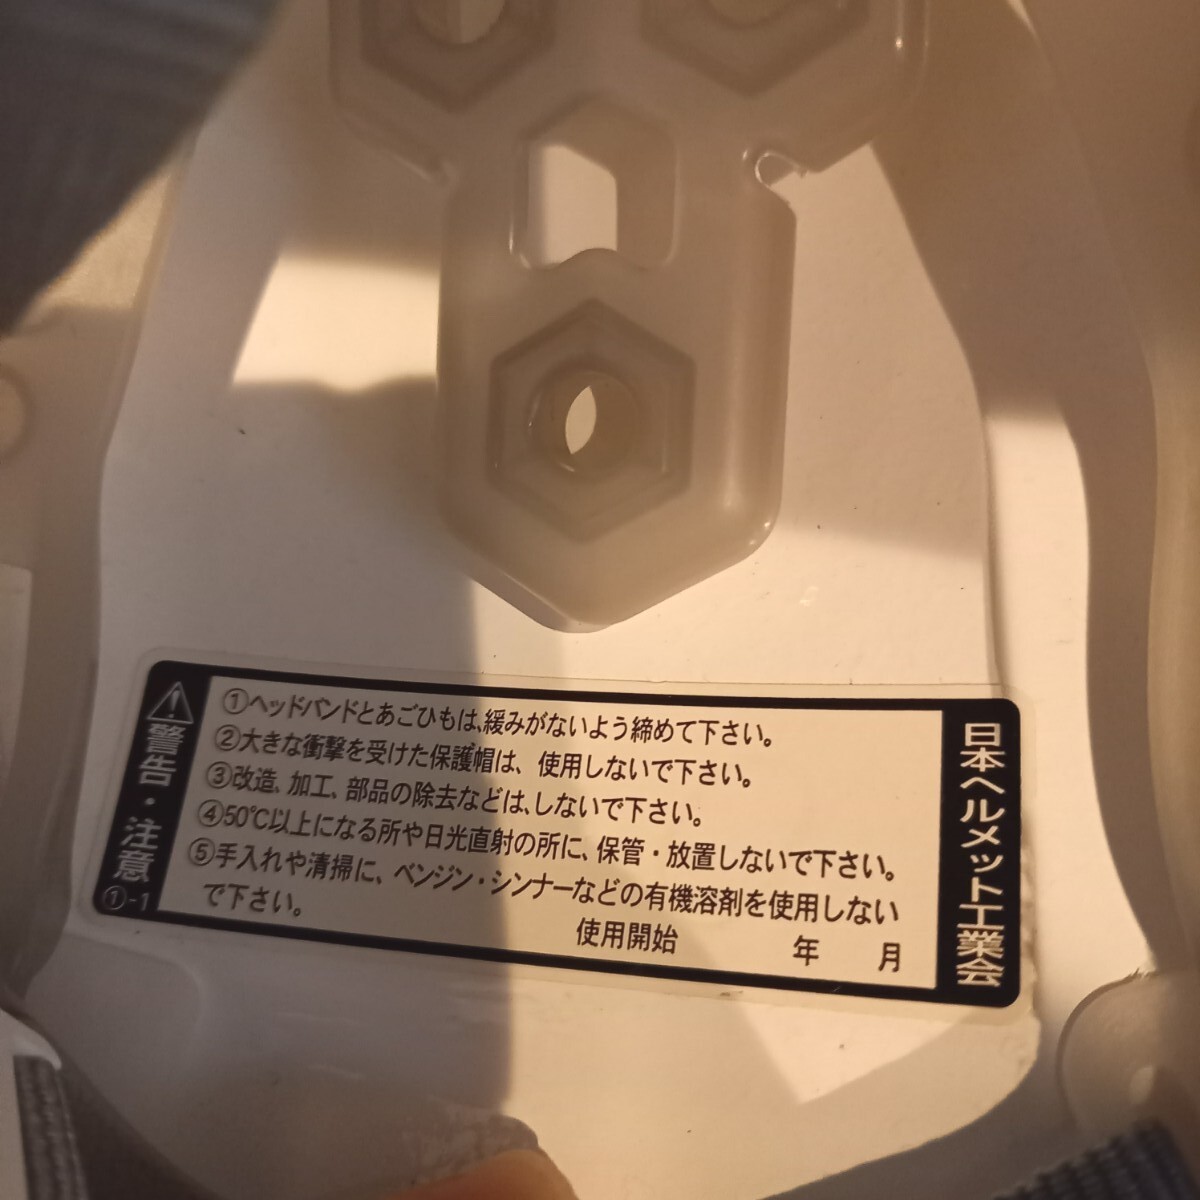 警告・注意
①-1
①ヘッドバンドとあごひもは、緩みがないよう締めて下さい。
②大きな衝撃を受けた保護帽は、使用しないで下さい。
③改造、加工、部品の除去などは、しないで下さい。
④50℃以上になる所や日光直射の所に、保管・放置しないで下さい。
⑤手入れや清掃に、ベンジン・シンナーなどの有機溶剤を使用しない
で下さい。
使用開始 年 月
日本ヘルメット工業会